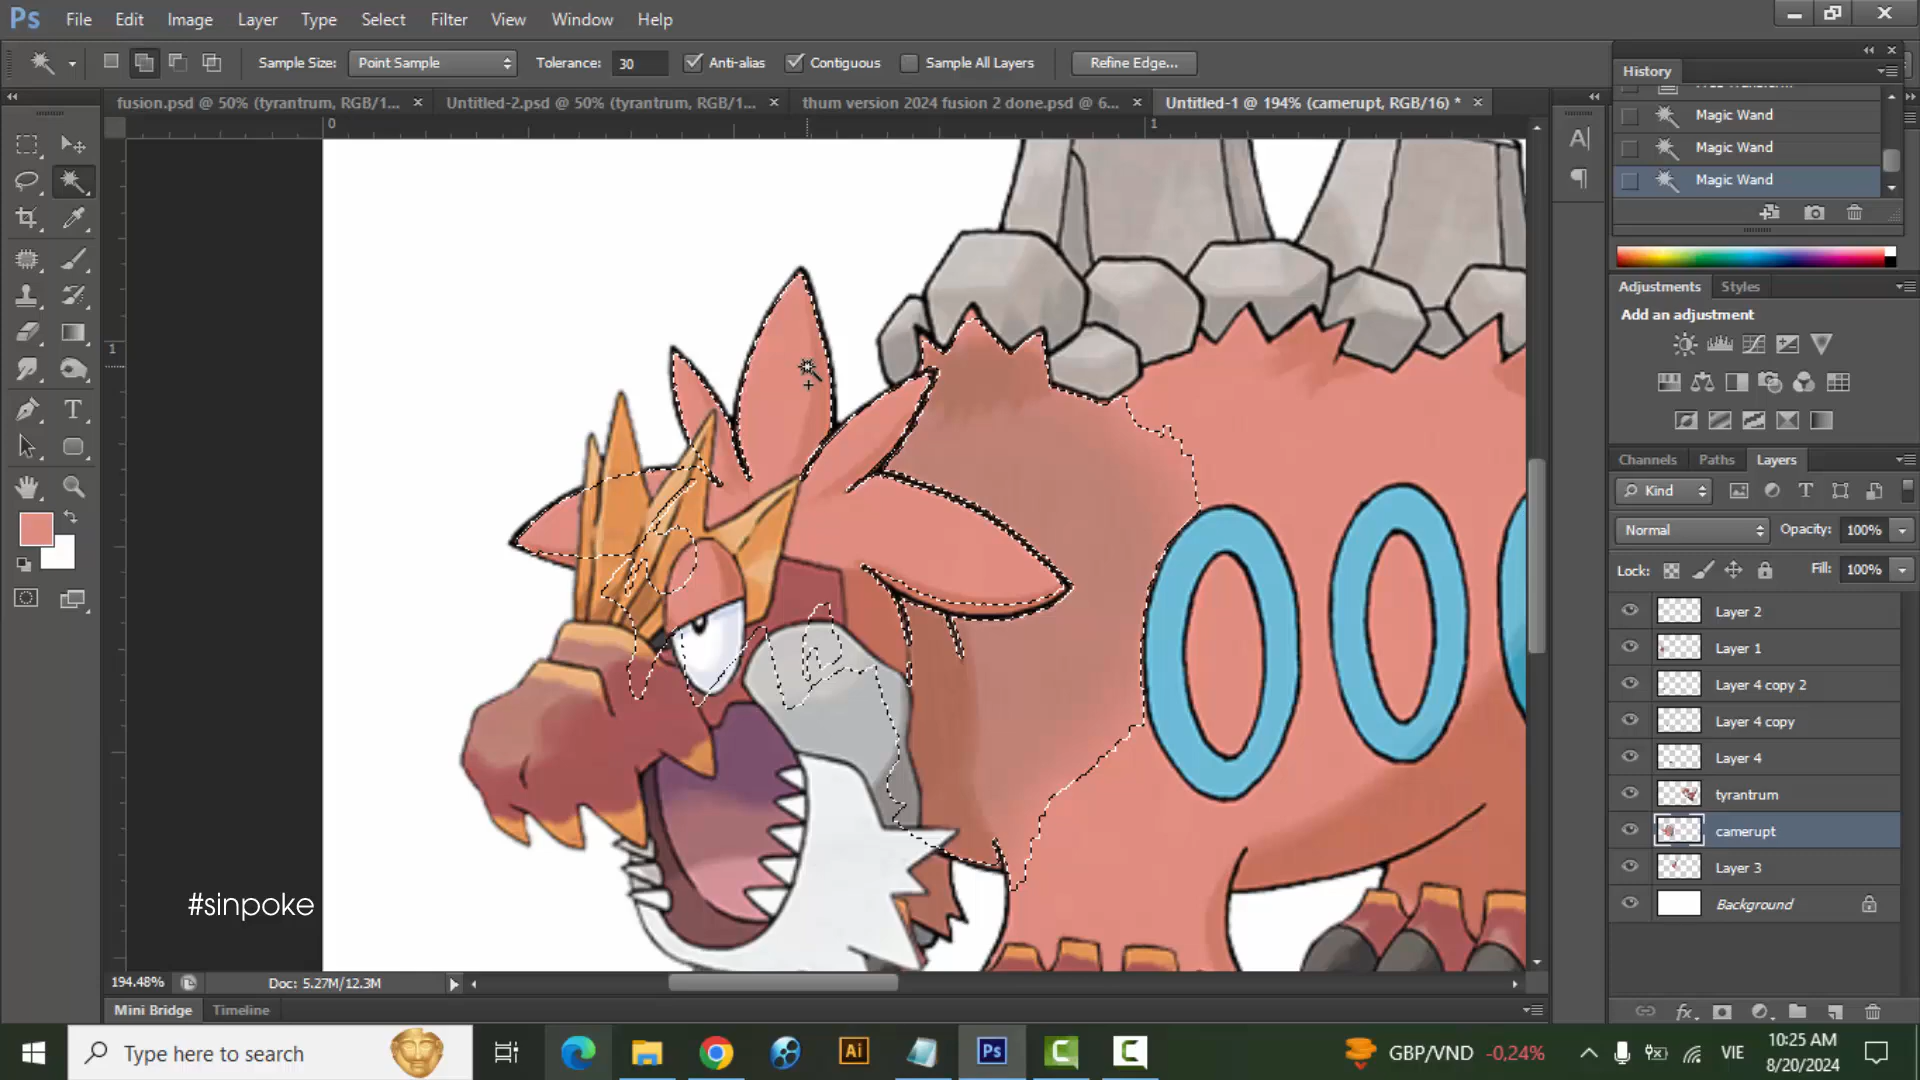 Ps File Edit Image Layer Type Select Filter View Window Help
Sample Size: Point Sample Tolerance: 30 Anti-alias Contiguous Sample All Layers Refine Edge...
fusion.psd @ 50% (tyrantrum, RGB/1... × Untitled-2.psd @ 50% (tyrantrum, RGB/1... × thum version 2024 fusion 2 done.psd @ 6... × Untitled-1 @ 194% (camerupt, RGB/16) * ×
0 1
1
History
Magic Wand
Magic Wand
Magic Wand
Adjustments Styles
Add an adjustment
Channels Paths Layers
Kind
Normal Opacity: 100%
Lock: Fill: 100%
Layer 2
Layer 1
Layer 4 copy 2
Layer 4 copy
Layer 4
tyrantrum
camerupt
Layer 3
Background
#sinpoke
194.48% Doc: 5.27M/12.3M
Mini Bridge Timeline
Type here to search
Ai Ps
GBP/VND -0,24% VIE
10:25 AM
8/20/2024